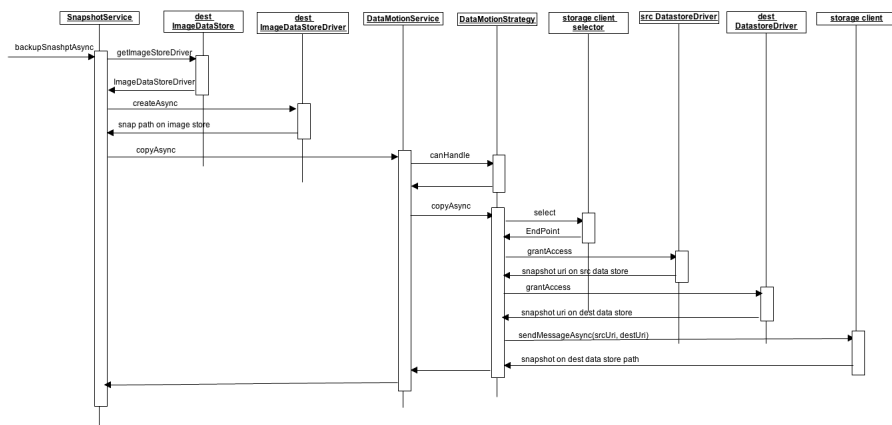 SnapshotService
dest
ImageDataStore
dest
ImageDataStoreDriver
DataMotionService
DataMotionStrategy
storage client
selector
src DatastoreDriver
dest
DatastoreDriver
storage client
backupSnashptAsync
getImageStoreDriver
ImageDataStoreDriver
createAsync
snap path on image store
copyAsync
canHandle
copyAsync
select
EndPoint
grantAccess
snapshot uri on src data store
grantAccess
snapshot uri on dest data store
sendMessageAsync(srcUri, destUri)
snapshot on dest data store path